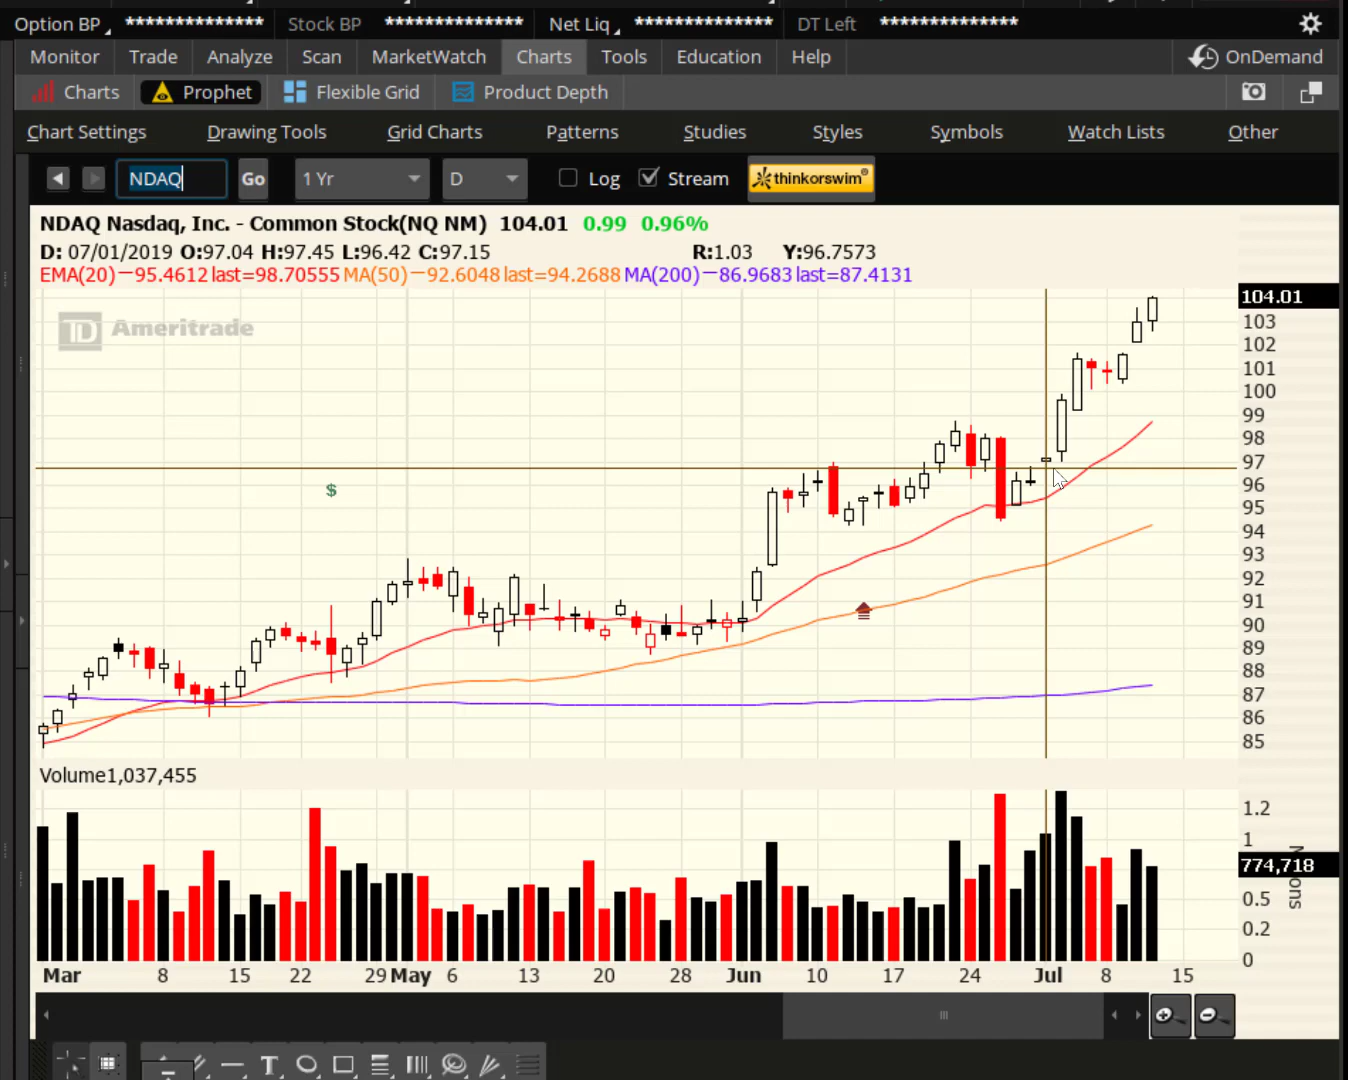 Option BP ************** Stock BP ************** Net Liq ************** DT Left **************
Monitor Trade Analyze Scan MarketWatch Charts Tools Education Help OnDemand
Charts Prophet Flexible Grid Product Depth
Chart Settings Drawing Tools Grid Charts Patterns Studies Styles Symbols Watch Lists Other
NDAQ Go 1 Yr D Log Stream thinkorswim®
NDAQ Nasdaq, Inc. - Common Stock(NQ NM) 104.01 0.99 0.96%
D: 07/01/2019 O:97.04 H:97.45 L:96.42 C:97.15 R:1.03 Y:96.7573
EMA(20) —95.4612 last=98.70555 MA(50) —92.6048 last=94.2688 MA(200) —86.9683 last=87.4131
TD Ameritrade
104.01
103
102
101
100
99
98
97
96
95
94
93
92
91
90
89
88
87
86
85
$
Volume1,037,455
1.2
1
774,718
0.5
0.2
0
Mar 8 15 22 29 May 6 13 20 28 Jun 10 17 24 Jul 8 15
T